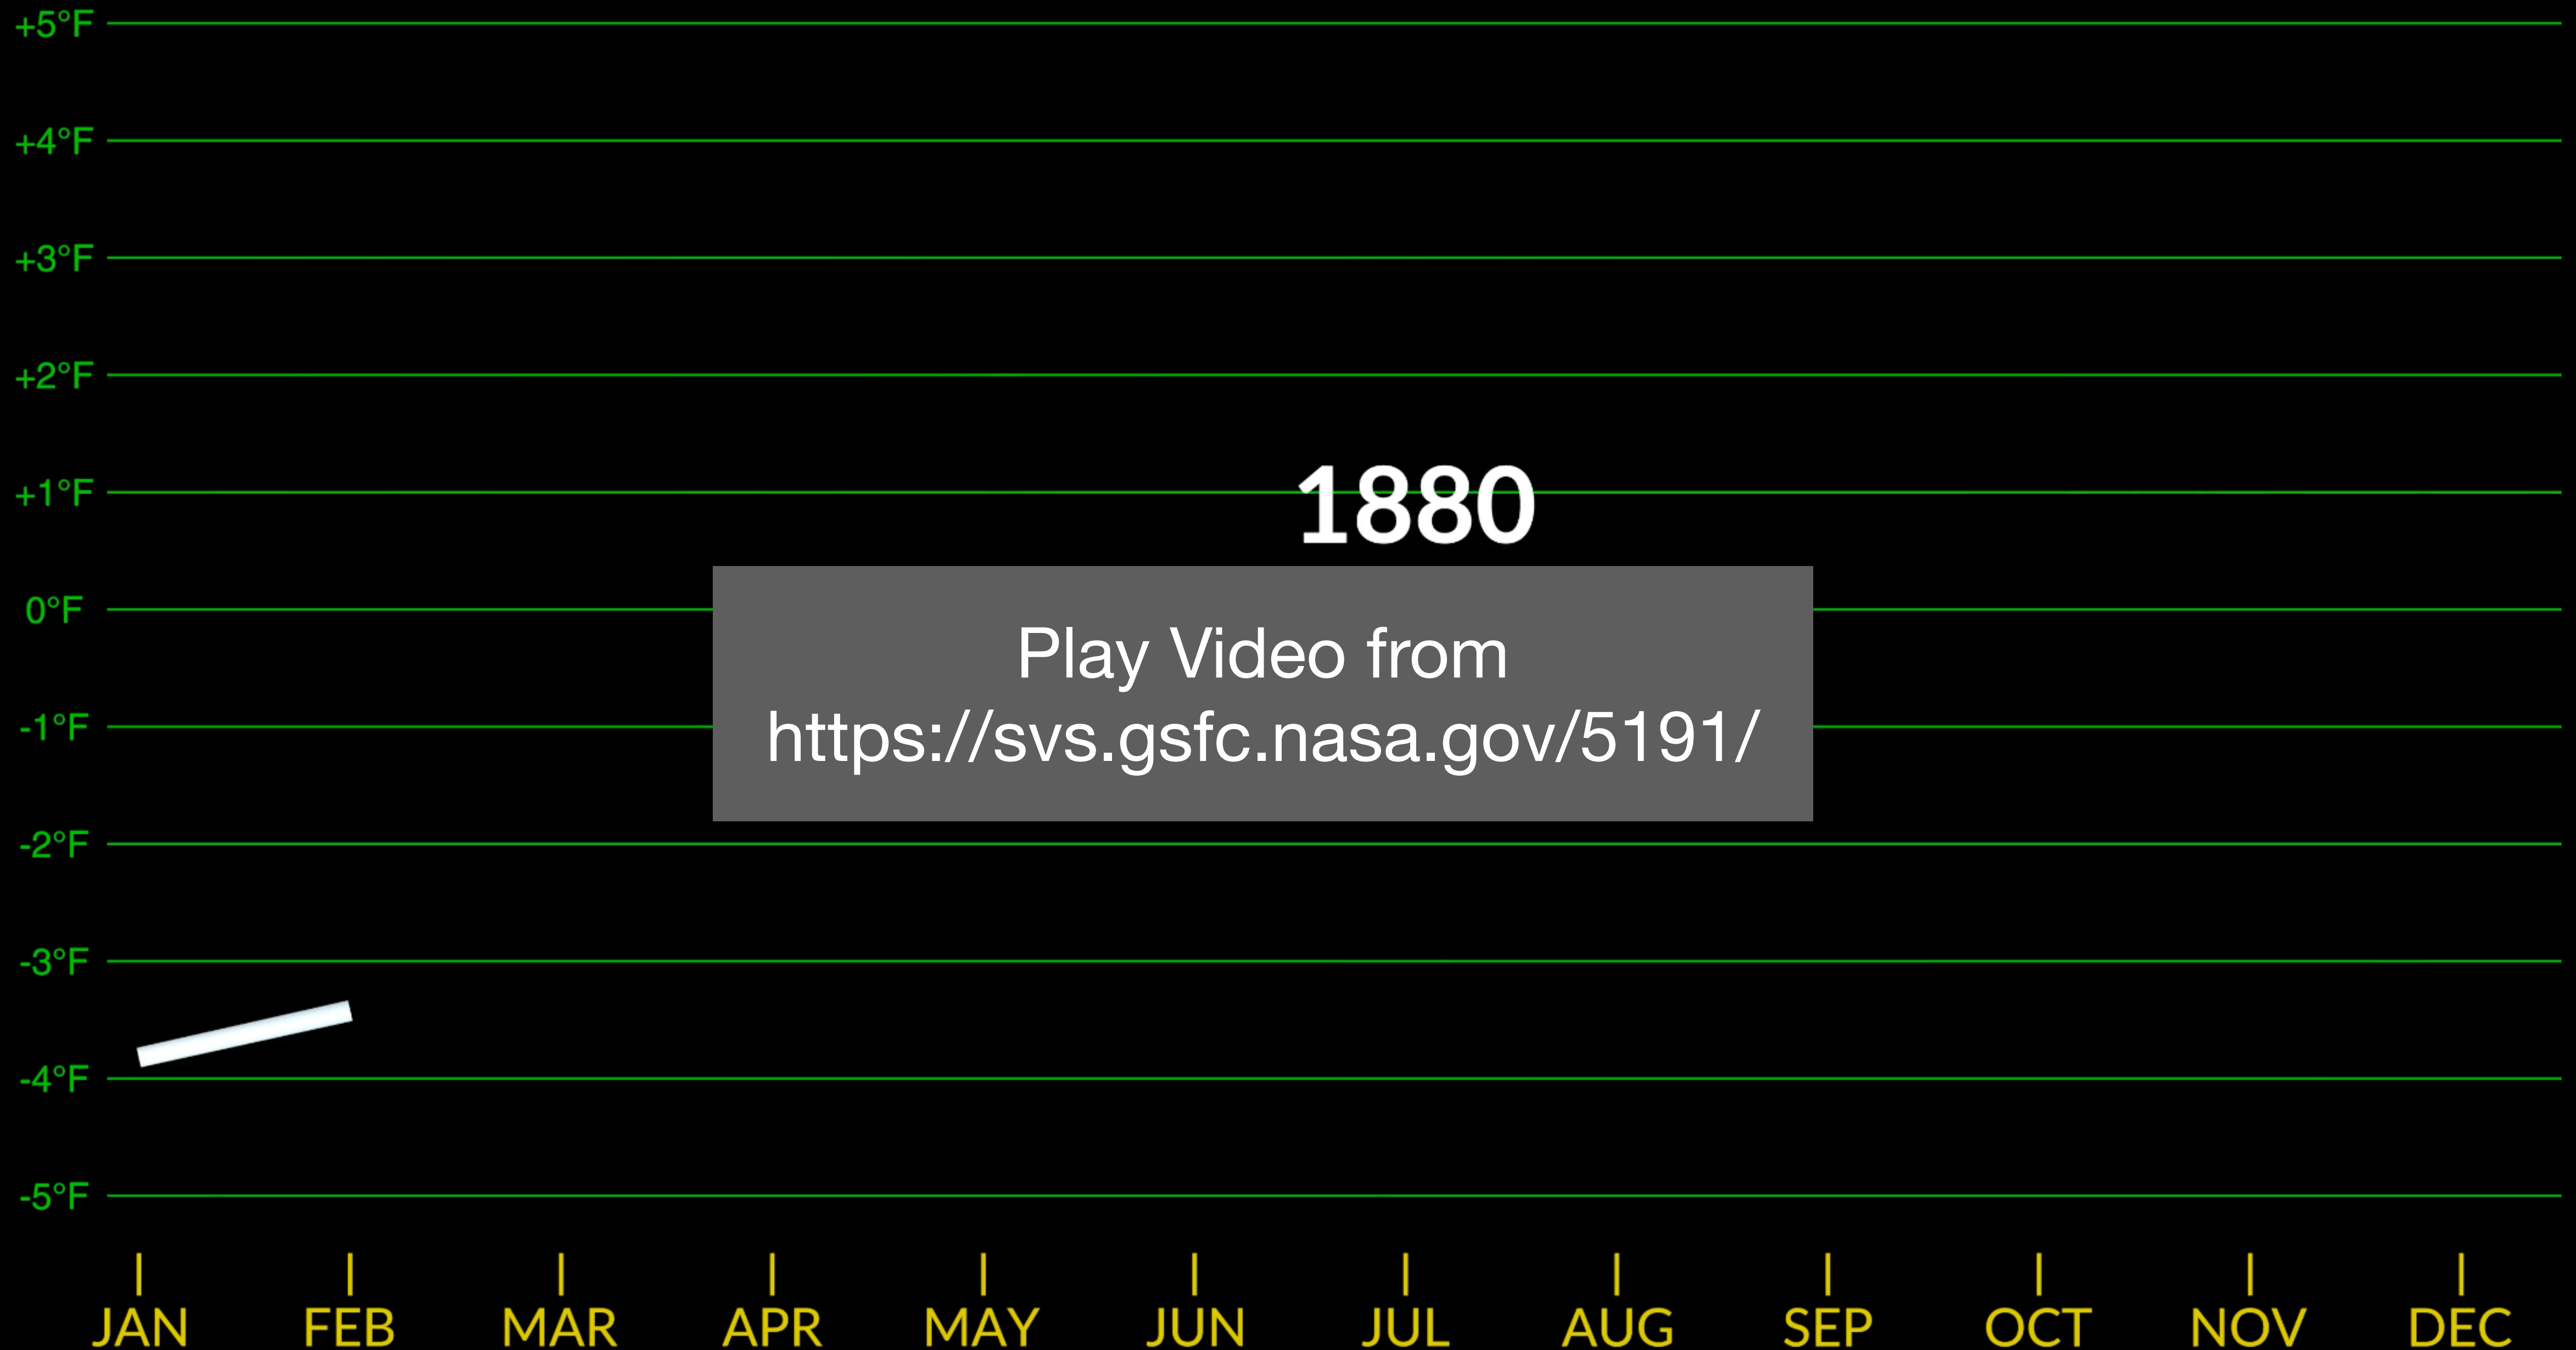 +5°F
+4°F
+3°F
+2°F
+1°F
1880
0°F
Play Video from
https://svs.gsfc.nasa.gov/5191/
-1°F
-2°F
-3°F
-4°F
-5°F
JAN FEB MAR APR MAY JUN JUL AUG SEP OCT NOV DEC